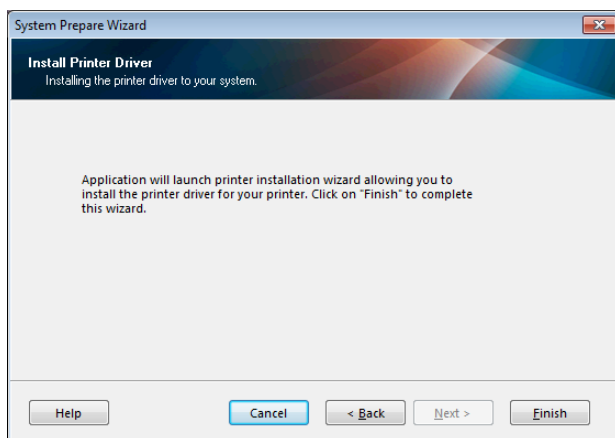 System Prepare Wizard
Install Printer Driver
Installing the printer driver to your system.
Application will launch printer installation wizard allowing you to
install the printer driver for your printer. Click on "Finish" to complete
this wizard.
Help
Cancel
< Back
Next >
Finish